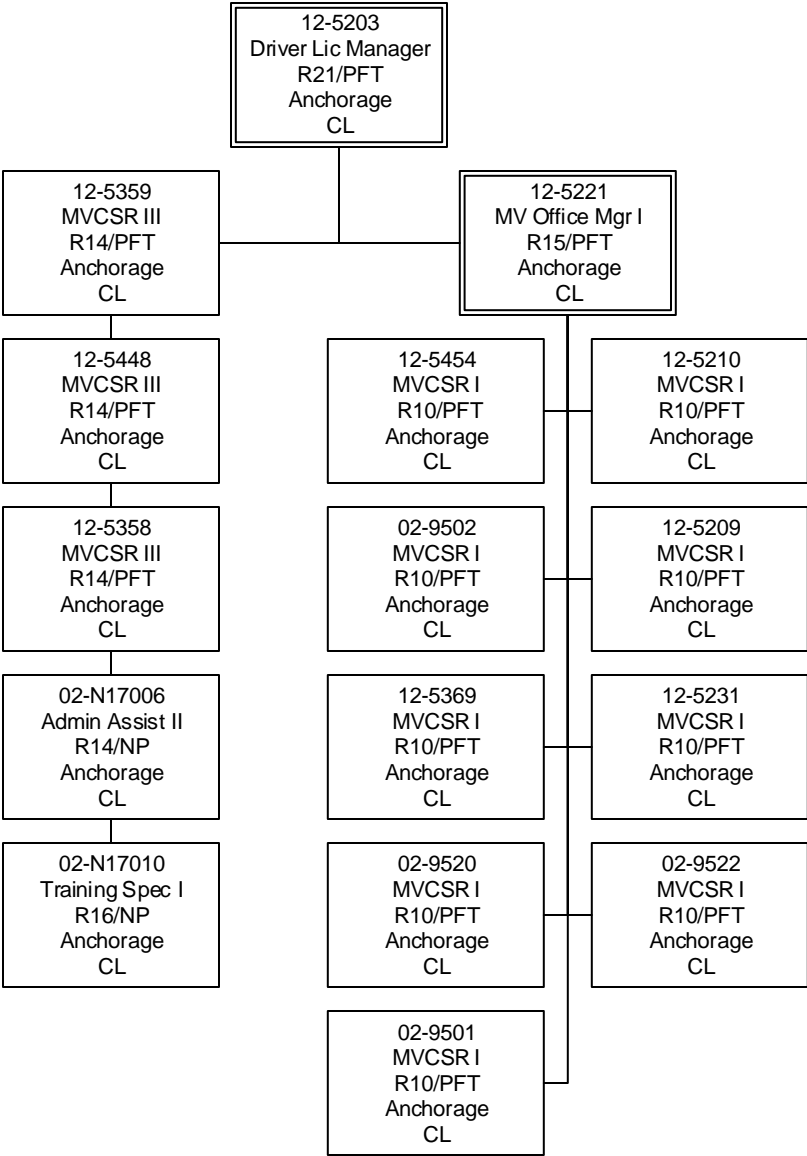 12-5203
Driver Lic Manager
R21/PFT
Anchorage
CL
12-5359
MVCSR III
R14/PFT
Anchorage
CL
12-5221
MV Office Mgr I
R15/PFT
Anchorage
CL
12-5448
MVCSR III
R14/PFT
Anchorage
CL
12-5454
MVCSR I
R10/PFT
Anchorage
CL
12-5210
MVCSR I
R10/PFT
Anchorage
CL
12-5358
MVCSR III
R14/PFT
Anchorage
CL
02-9502
MVCSR I
R10/PFT
Anchorage
CL
12-5209
MVCSR I
R10/PFT
Anchorage
CL
02-N17006
Admin Assist II
R14/NP
Anchorage
CL
12-5369
MVCSR I
R10/PFT
Anchorage
CL
12-5231
MVCSR I
R10/PFT
Anchorage
CL
02-N17010
Training Spec I
R16/NP
Anchorage
CL
02-9520
MVCSR I
R10/PFT
Anchorage
CL
02-9522
MVCSR I
R10/PFT
Anchorage
CL
02-9501
MVCSR I
R10/PFT
Anchorage
CL